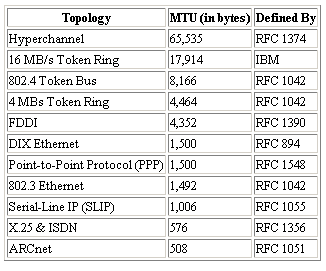 Topology MTU (in bytes) Defined By
Hyperchannel 65,535 RFC 1374
16 MB/s Token Ring 17,914 IBM
802.4 Token Bus 8,166 RFC 1042
4 MBs Token Ring 4,464 RFC 1042
FDDI 4,352 RFC 1390
DIX Ethernet 1,500 RFC 894
Point-to-Point Protocol (PPP) 1,500 RFC 1548
802.3 Ethernet 1,492 RFC 1042
Serial-Line IP (SLIP) 1,006 RFC 1055
X.25 & ISDN 576 RFC 1356
ARCnet 508 RFC 1051